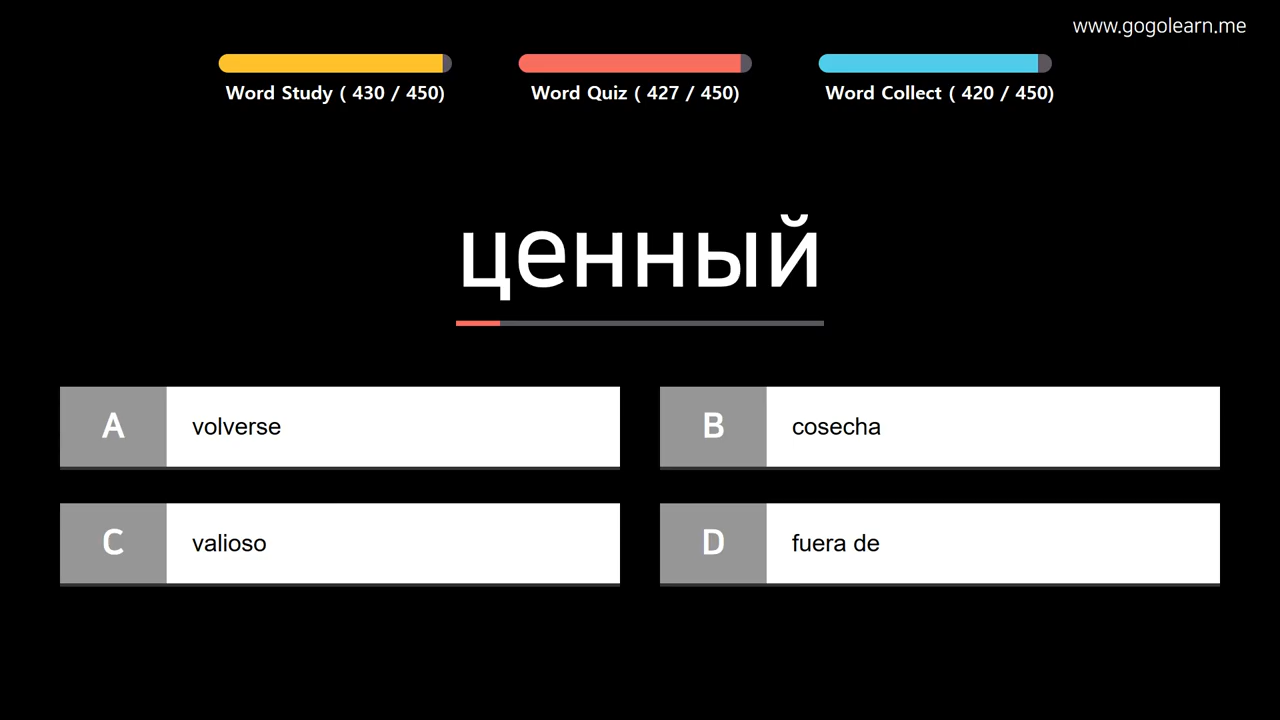 www.gogolearn.me
Word Study ( 430 / 450)
Word Quiz ( 427 / 450)
Word Collect ( 420 / 450)
ценный
A
volverse
B
cosecha
C
valioso
D
fuera de